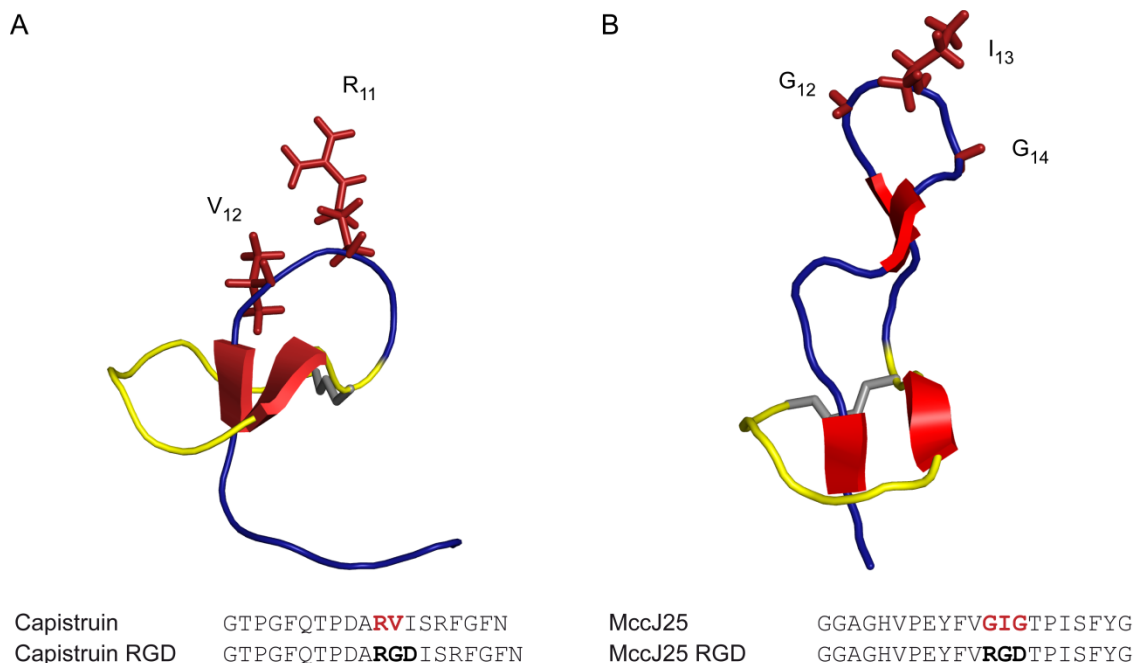 A
B
R11
V12
I13
G12
G14
Capistruin GTPGFQTPDARVISRFGFN
Capistruin RGD GTPGFQTPDARGDISRFGFN
MccJ25 GGAGHVPEYFVGIGTPISFYG
MccJ25 RGD GGAGHVPEYFVRGDTPISFYG